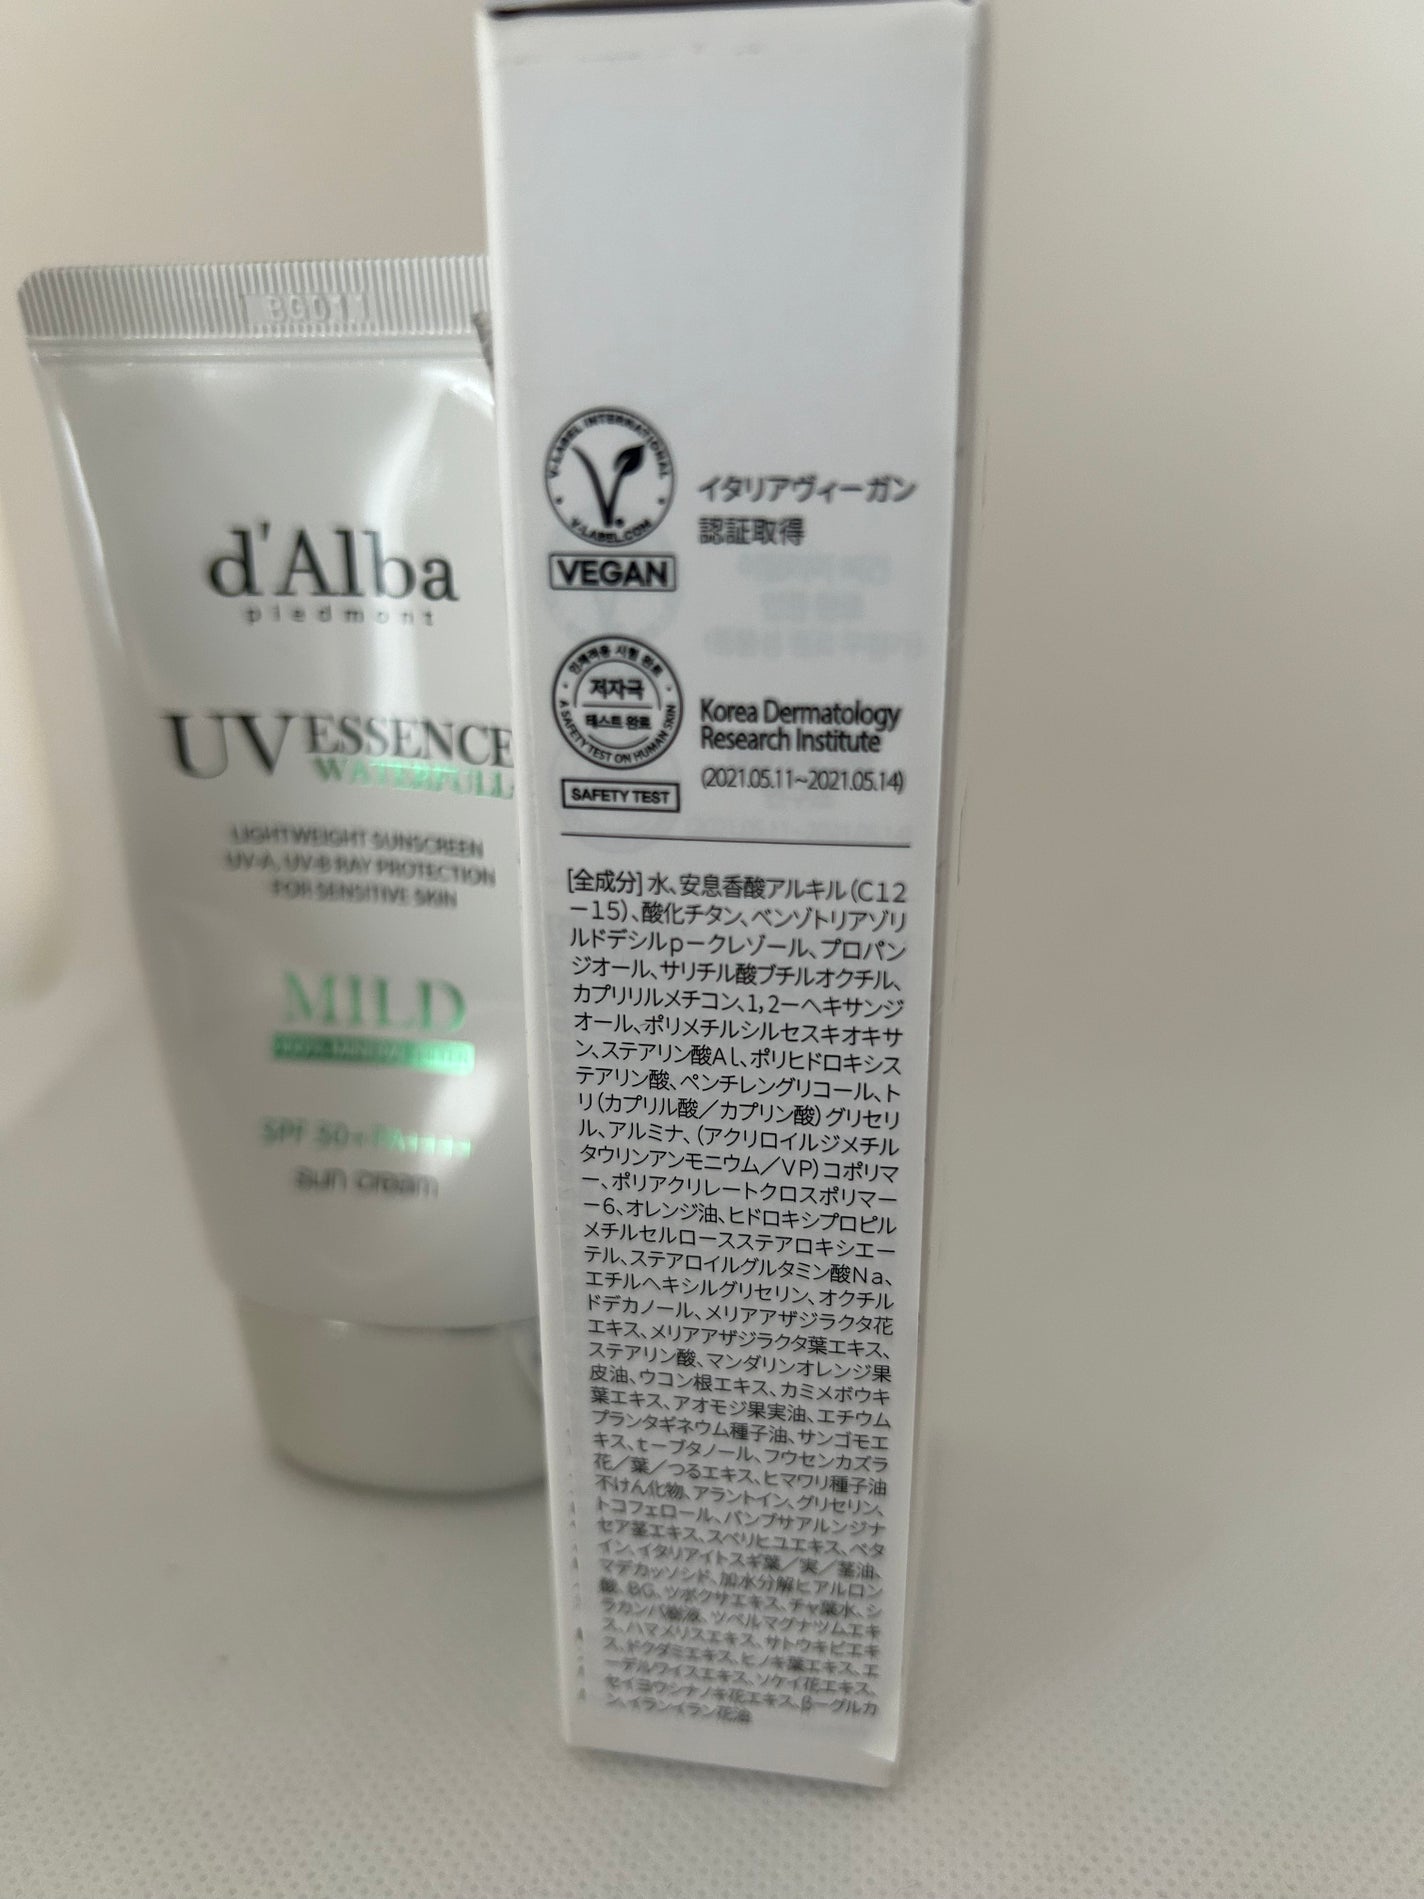 BG011
d'Alba
piedmont
UV ESSENCE
WATERFULL
LIGHTWEIGHT SUNSCREEN
UV-A, UV-B RAY PROTECTION
FOR SENSITIVE SKIN
MILD
SPF 50+ PA++++
sun cream
V-LABEL INTERNATIONAL
V-LABEL.COM
VEGAN
イタリアヴィーガン
認証取得
인체적용 시험 완료
저자극
테스트 완료
A SAFETY TEST ON HUMAN SKIN
SAFETY TEST
Korea Dermatology
Research Institute
(2021.05.11~2021.05.14)
[全成分] 水、安息香酸アルキル(C12
－15)、酸化チタン、ベンゾトリアゾリ
ルドデシルp－クレゾール、プロパン
ジオール、サリチル酸ブチルオクチル、
カプリリルメチコン、1,2－ヘキサンジ
オール、ポリメチルシルセスキオキサ
ン、ステアリン酸Al、ポリヒドロキシス
テアリン酸、ペンチレングリコール、ト
リ(カプリル酸／カプリン酸)グリセリ
ル、アルミナ、(アクリロイルジメチル
タウリンアンモニウム／VP)コポリマ
ー、ポリアクリレートクロスポリマー
－6、オレンジ油、ヒドロキシプロピル
メチルセルロースステアロキシエー
テル、ステアロイルグルタミン酸Na、
エチルヘキシルグリセリン、オクチル
ドデカノール、メリアアザジラクタ花
エキス、メリアアザジラクタ葉エキス、
ステアリン酸、マンダリンオレンジ果
皮油、ウコン根エキス、カミメボウキ
葉エキス、アオモジ果実油、エチウム
プランタギネウム種子油、サンゴモエ
キス、t－ブタノール、フウセンカズラ
花／葉／つるエキス、ヒマワリ種子油
不けん化物、アラントイン、グリセリン、
トコフェロール、バンブサアルンジナ
セア茎エキス、スベリヒユエキス、ベタ
イン、イタリアイトスギ葉／実／茎油、
マデカッソシド、加水分解ヒアルロン
酸、BG、ツボクサエキス、チャ葉水、シ
ラカンバ樹液、ツベルマグナツムエキ
ス、ハマメリスエキス、サトウキビエキ
ス、ドクダミエキス、ヒノキ葉エキス、エ
ーデルワイスエキス、ソケイ花エキス、
セイヨウシナノキ花エキス、β－グルカ
ン、イランイラン花油